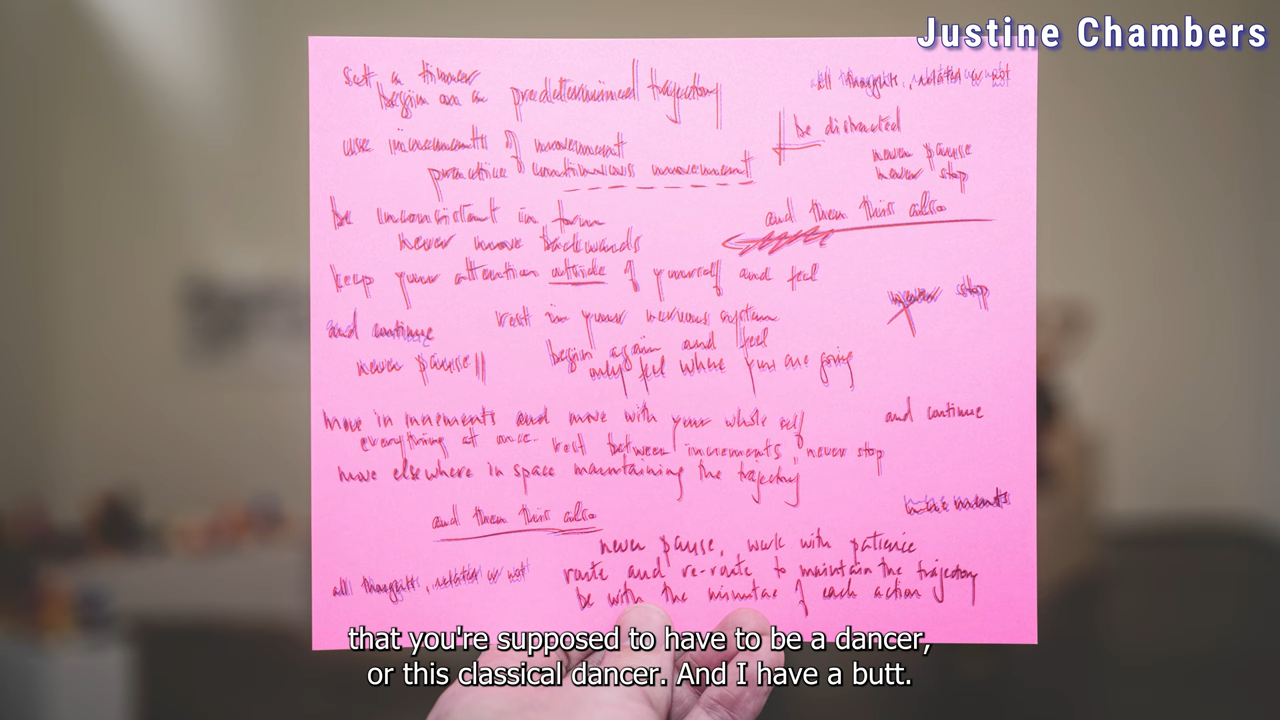 Justine Chambers
set a timer
begin on a predetermined trajectory
all thoughts, related or not
use increments of movement
practice continuous movement
be distracted
never pause
never stop
be inconsistent in form
never move backwards
and then this also
keep your attention outside of yourself and feel
never stop
and continue
never pause
rest in your nervous system
begin again and feel
only feel where you are going
move in increments and move with your whole self
and continue
everything at once. rest between increments, never stop
move elsewhere in space maintaining the trajectory
and then this also
never pause, work with patience
route and re-route to maintain the trajectory
be with the minutae of each action
all thoughts, related or not
that you're supposed to have to be a dancer,
or this classical dancer. And I have a butt.